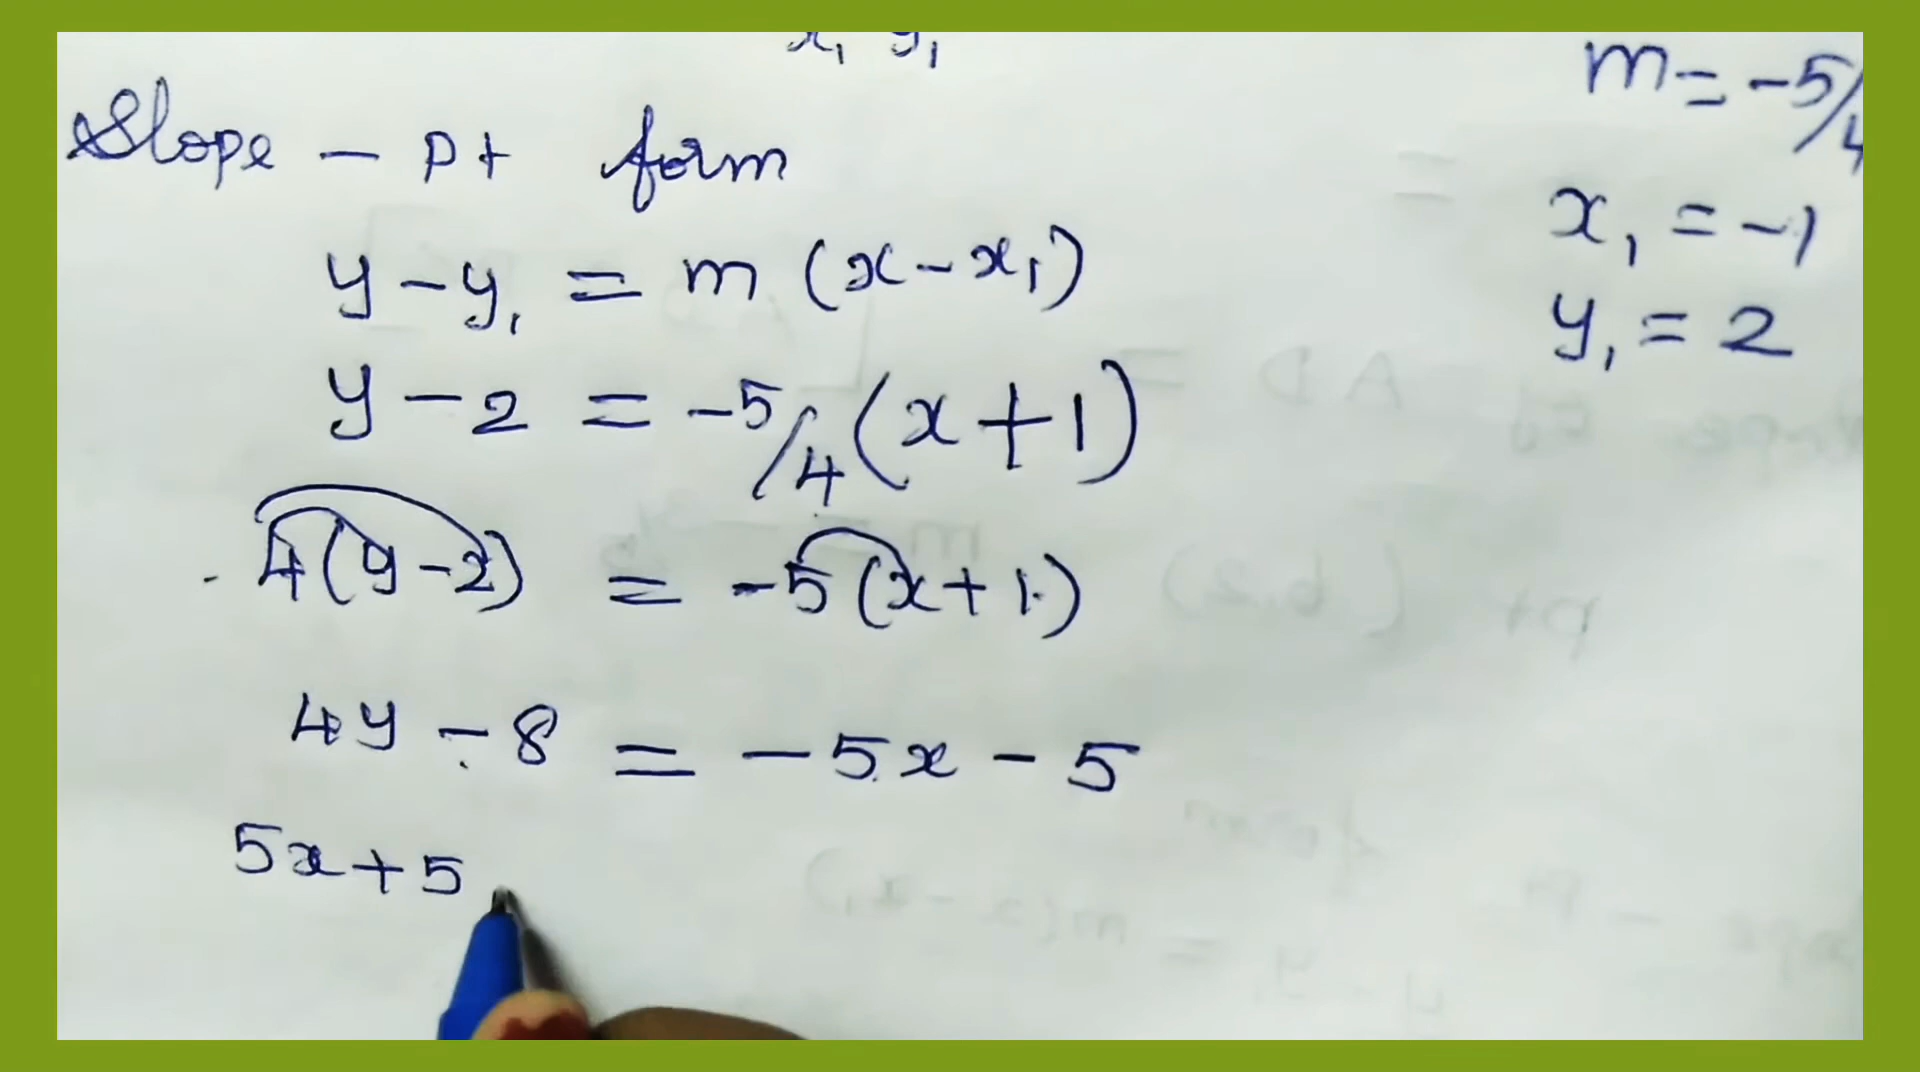 x₁ y₁
Slope - pt form
y - y₁ = m (x - x₁)
y - 2 = -5/4 (x + 1)
4(y - 2) = -5(x + 1)
4y - 8 = -5x - 5
5x + 5
m = -5/4
x₁ = -1
y₁ = 2